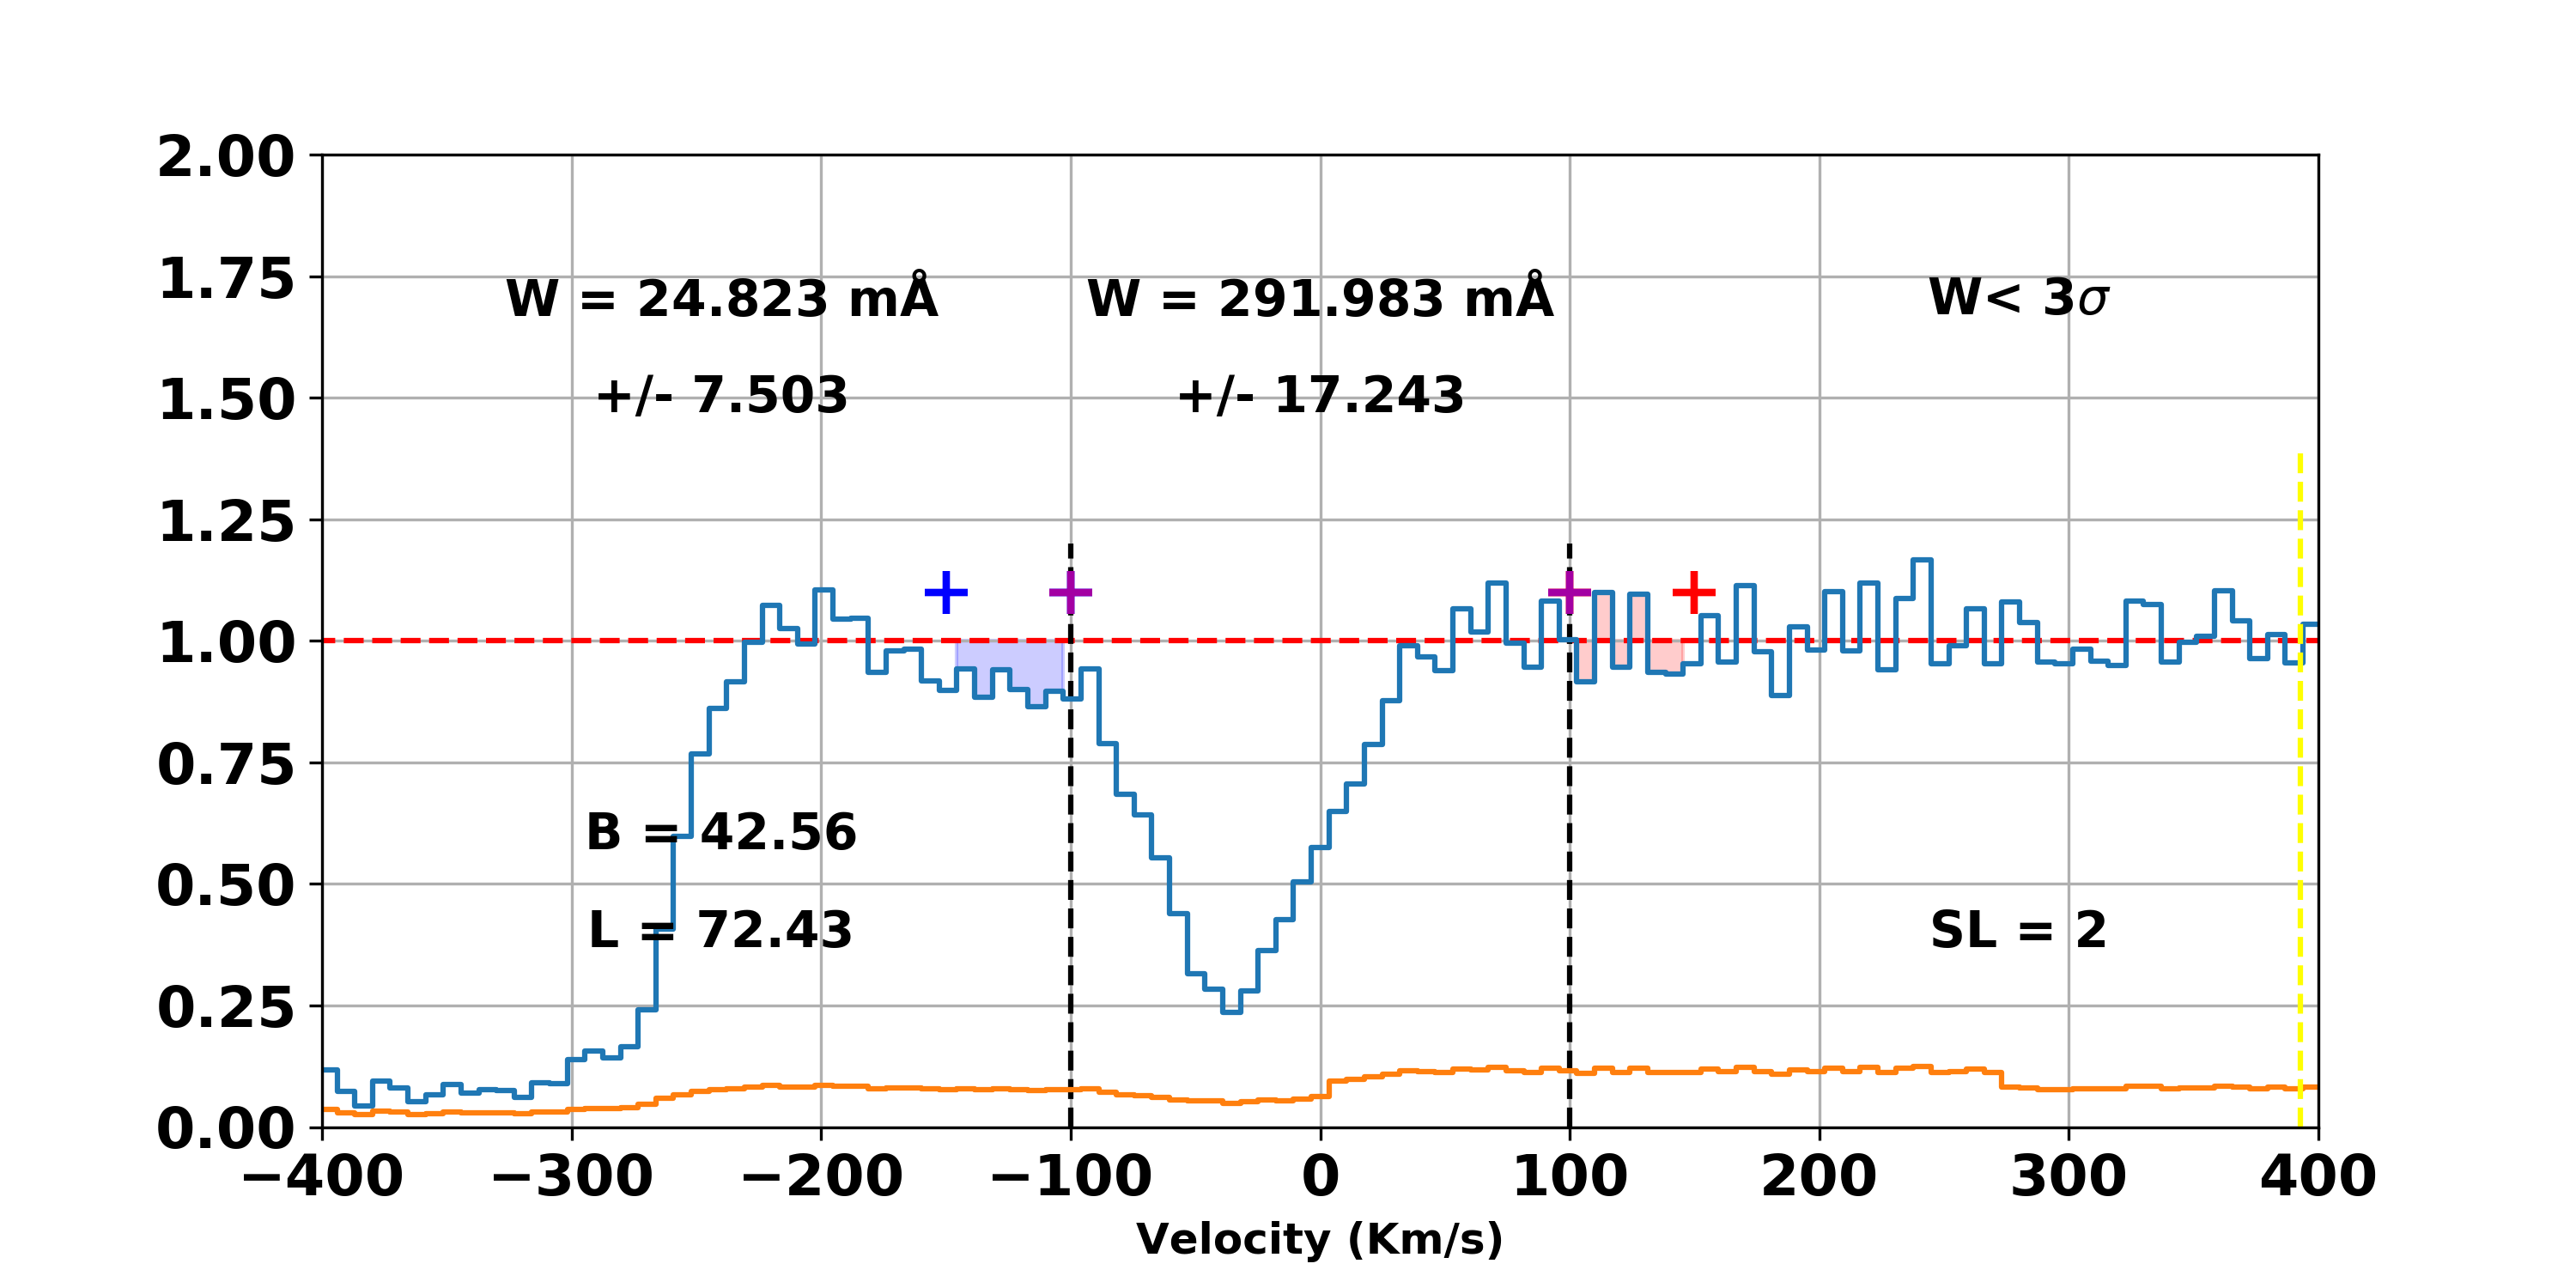 2.00
1.75
1.50
1.25
1.00
0.75
0.50
0.25
0.00
W = 24.823 mÅ
+/- 7.503
W = 291.983 mÅ
+/- 17.243
W< 3σ
B = 42.56
L = 72.43
SL = 2
−400 −300 −200 −100 0 100 200 300 400
Velocity (Km/s)